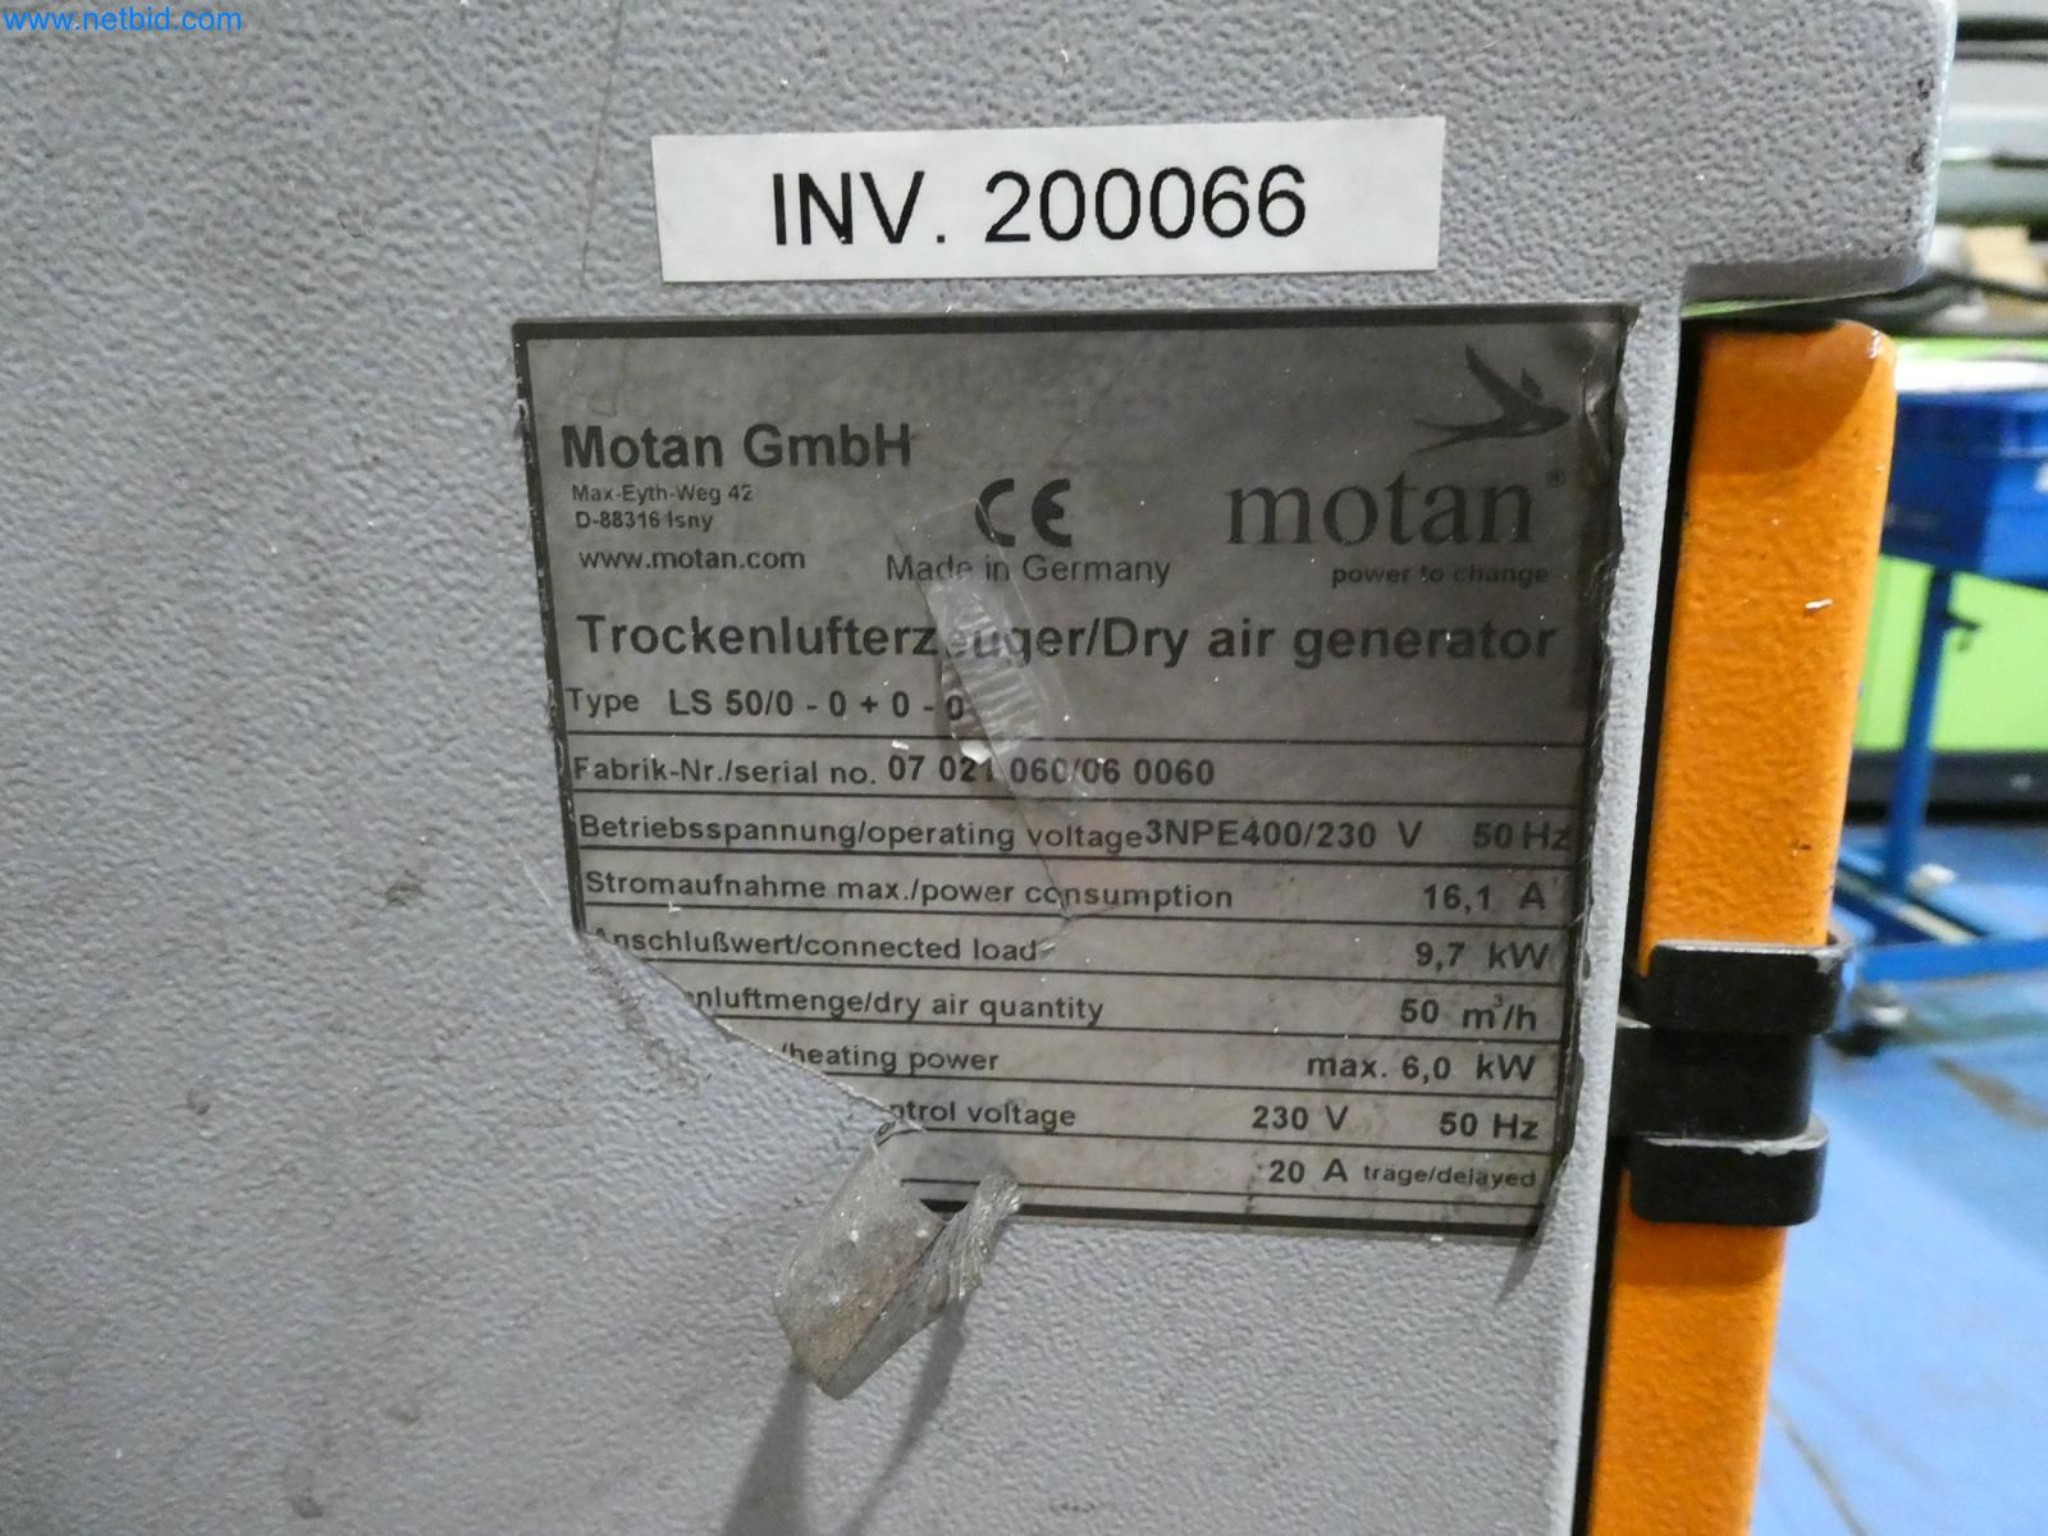 www.netbid.com
INV. 200066
Motan GmbH
Max-Eyth-Weg 42
D-88316 Isny
www.motan.com
CE
Made in Germany
motan®
power to change
Trockenlufterzeuger/Dry air generator
Type LS 50/0 - 0 + 0 - 0
Fabrik-Nr./serial no. 07 021 060/06 0060
Betriebsspannung/operating voltage 3NPE400/230 V 50 Hz
Stromaufnahme max./power consumption 16,1 A
Anschlußwert/connected load 9,7 kW
nluftmenge/dry air quantity 50 m³/h
/heating power max. 6,0 kW
ntrol voltage 230 V 50 Hz
20 A trage/delayed